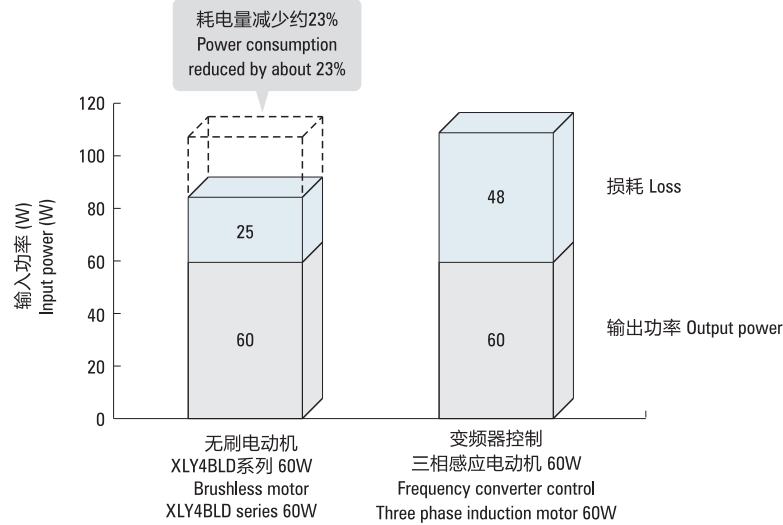 耗电量减少约23%
Power consumption
reduced by about 23%
输入功率 (W)
Input power (W)
120
100
80
60
40
20
0
25
60
48
60
损耗 Loss
输出功率 Output power
无刷电动机
XLY4BLD系列 60W
Brushless motor
XLY4BLD series 60W
变频器控制
三相感应电动机 60W
Frequency converter control
Three phase induction motor 60W